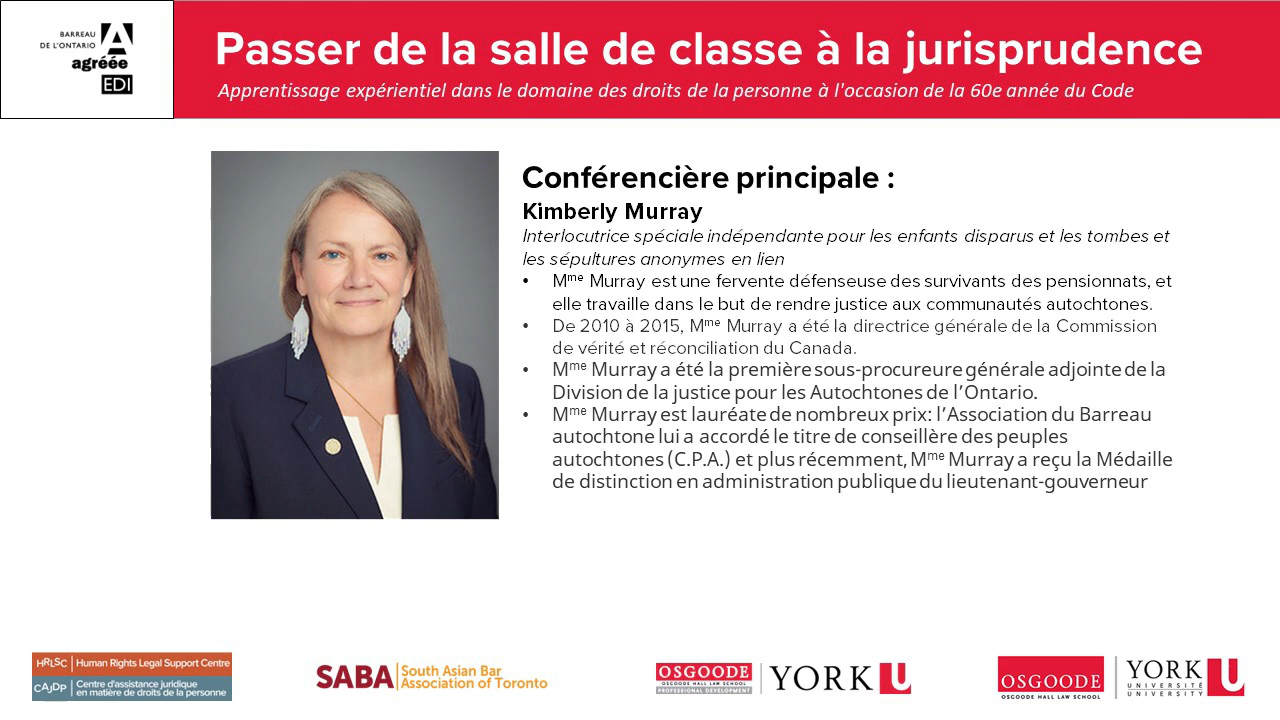 BARREAU
DE L'ONTARIO
agréée
EDI
Passer de la salle de classe à la jurisprudence
Apprentissage expérientiel dans le domaine des droits de la personne à l'occasion de la 60e année du Code
Conférencière principale :
Kimberly Murray
Interlocutrice spéciale indépendante pour les enfants disparus et les tombes et
les sépultures anonymes en lien
• Mme Murray est une fervente défenseuse des survivants des pensionnats, et
elle travaille dans le but de rendre justice aux communautés autochtones.
• De 2010 à 2015, Mme Murray a été la directrice générale de la Commission
de vérité et réconciliation du Canada.
• Mme Murray a été la première sous-procureure générale adjointe de la
Division de la justice pour les Autochtones de l’Ontario.
• Mme Murray est lauréate de nombreux prix: l’Association du Barreau
autochtone lui a accordé le titre de conseillère des peuples
autochtones (C.P.A.) et plus récemment, Mme Murray a reçu la Médaille
de distinction en administration publique du lieutenant-gouverneur
HRLSC Human Rights Legal Support Centre
CAJDP Centre d'assistance juridique
en matière de droits de la personne
SABA South Asian Bar
Association of Toronto
OSGOODE
OSGOODE HALL LAW SCHOOL
PROFESSIONAL DEVELOPMENT
YORK U
OSGOODE
OSGOODE HALL LAW SCHOOL
YORK U
UNIVERSITÉ
UNIVERSITY